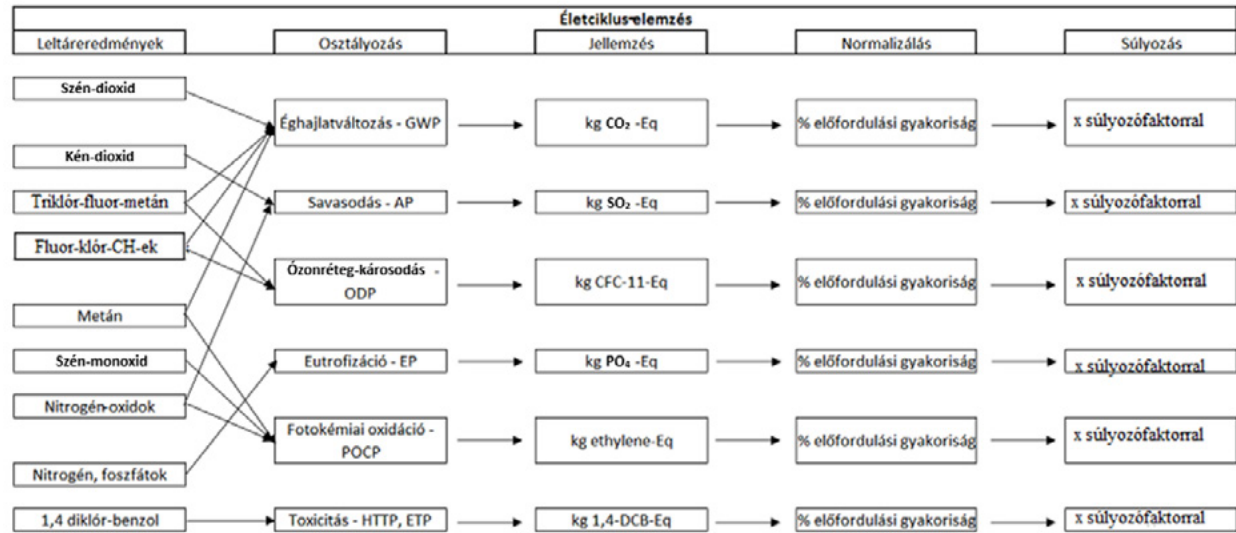 Életciklus-elemzés
Leltáreredmények
Osztályozás
Jellemzés
Normalizálás
Súlyozás
Szén-dioxid
Kén-dioxid
Triklór-fluor-metán
Fluor-klór-CH-ek
Metán
Szén-monoxid
Nitrogén-oxidok
Nitrogén, foszfátok
1,4 diklór-benzol
Éghajlatváltozás - GWP
kg CO₂ -Eq
% előfordulási gyakoriság
x súlyozófaktorral
Savasodás - AP
kg SO₂ -Eq
% előfordulási gyakoriság
x súlyozófaktorral
Ózonréteg-károsodás -
ODP
kg CFC-11-Eq
% előfordulási gyakoriság
x súlyozófaktorral
Eutrofizáció - EP
kg PO₄ -Eq
% előfordulási gyakoriság
x súlyozófaktorral
Fotokémiai oxidáció -
POCP
kg ethylene-Eq
% előfordulási gyakoriság
x súlyozófaktorral
Toxicitás - HTTP, ETP
kg 1,4-DCB-Eq
% előfordulási gyakoriság
x súlyozófaktorral